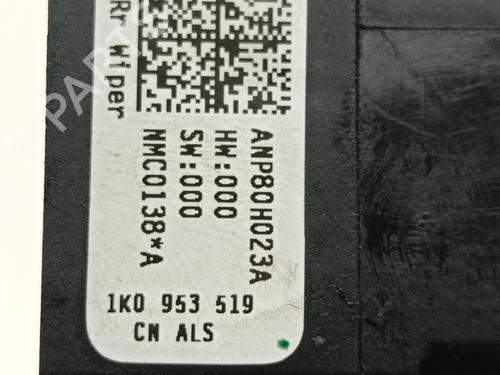 Rr Wiper
ANP80H023A
HW:000
SW:000
NMC0138*A
1K0 953 519
CN ALS